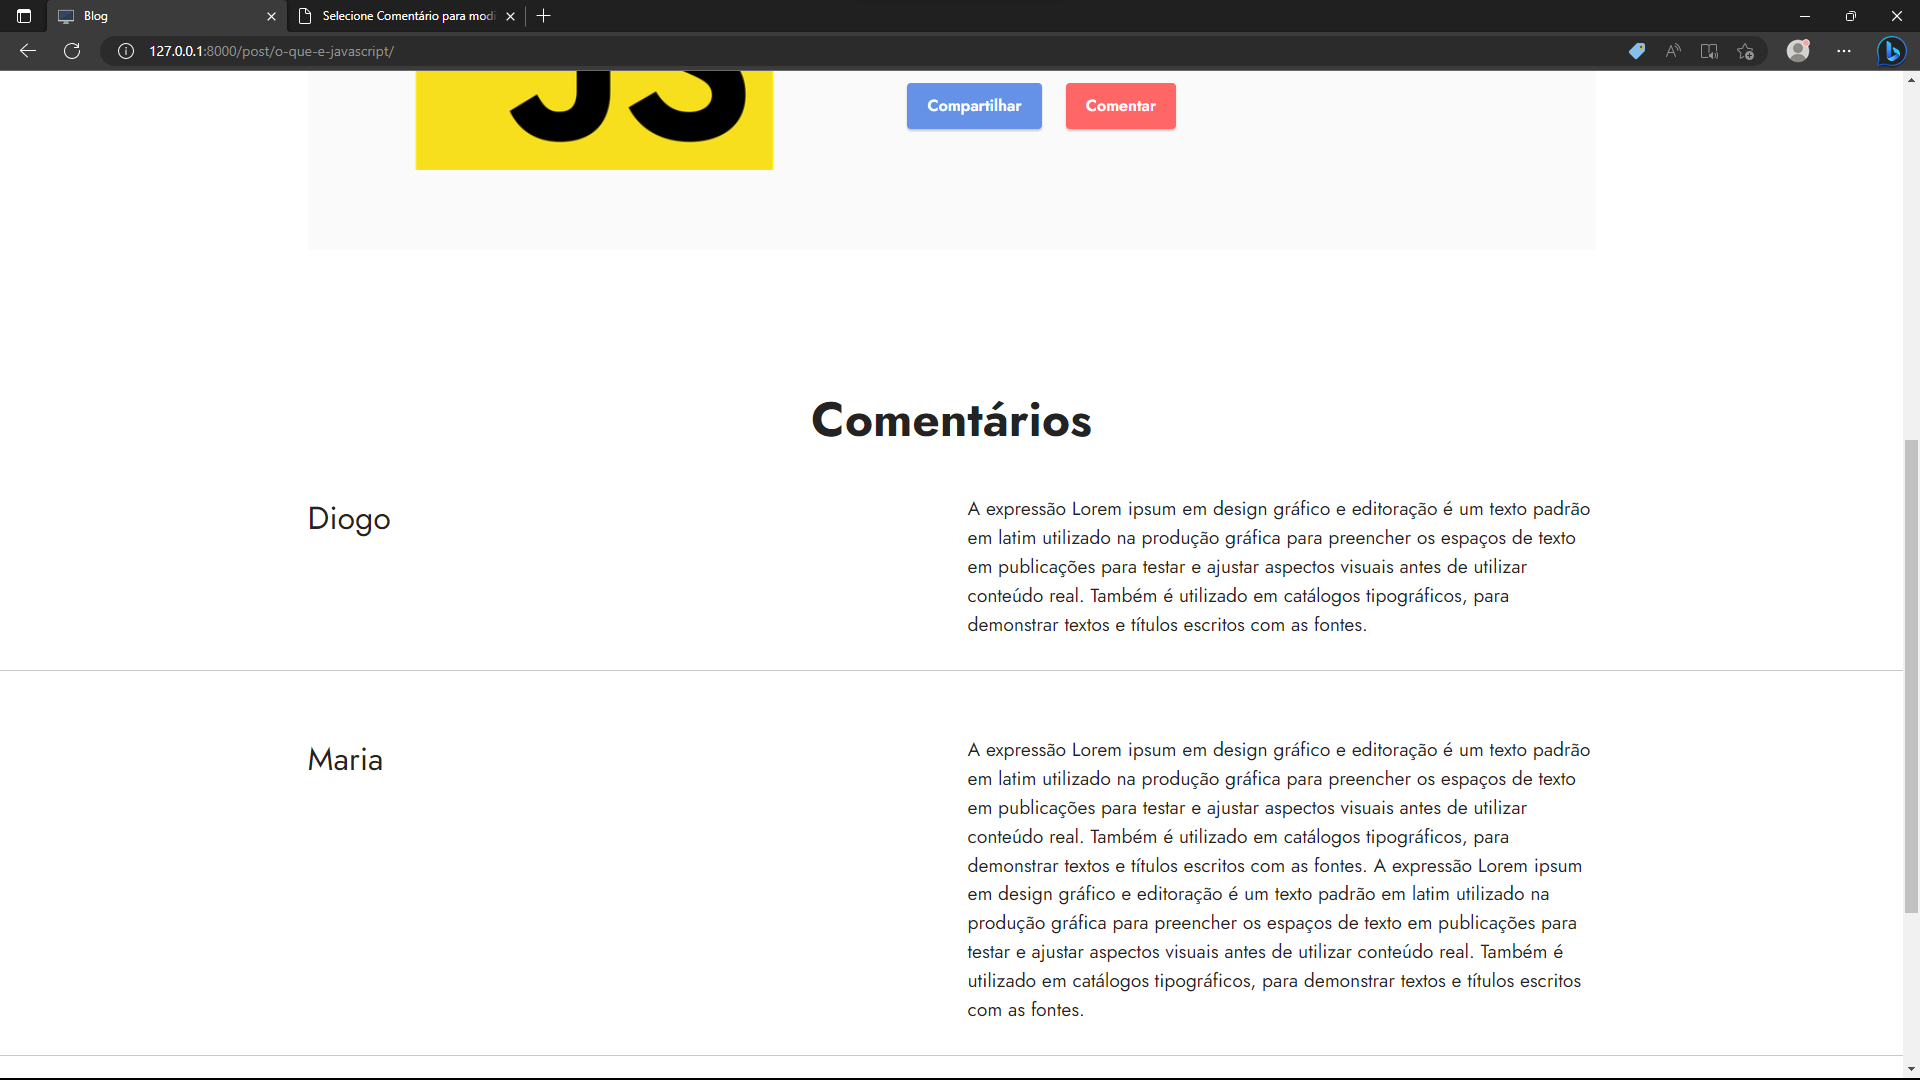 Blog
Selecione Comentário para modi
127.0.0.1:8000/post/o-que-e-javascript/
JS
Compartilhar
Comentar
Comentários
Diogo
A expressão Lorem ipsum em design gráfico e editoração é um texto padrão
em latim utilizado na produção gráfica para preencher os espaços de texto
em publicações para testar e ajustar aspectos visuais antes de utilizar
conteúdo real. Também é utilizado em catálogos tipográficos, para
demonstrar textos e títulos escritos com as fontes.
Maria
A expressão Lorem ipsum em design gráfico e editoração é um texto padrão
em latim utilizado na produção gráfica para preencher os espaços de texto
em publicações para testar e ajustar aspectos visuais antes de utilizar
conteúdo real. Também é utilizado em catálogos tipográficos, para
demonstrar textos e títulos escritos com as fontes. A expressão Lorem ipsum
em design gráfico e editoração é um texto padrão em latim utilizado na
produção gráfica para preencher os espaços de texto em publicações para
testar e ajustar aspectos visuais antes de utilizar conteúdo real. Também é
utilizado em catálogos tipográficos, para demonstrar textos e títulos escritos
com as fontes.